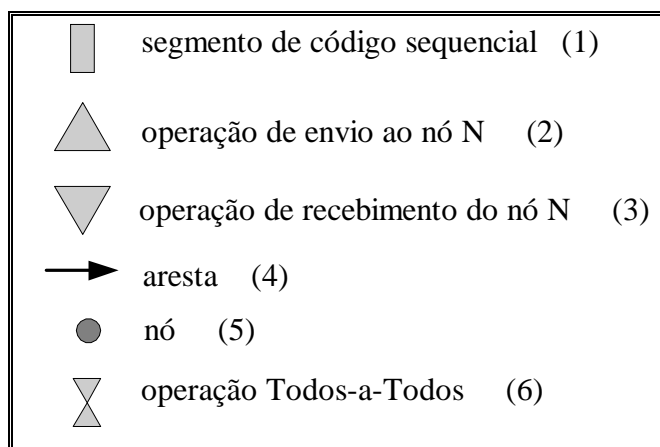 segmento de código sequencial (1)
operação de envio ao nó N (2)
operação de recebimento do nó N (3)
aresta (4)
nó (5)
operação Todos-a-Todos (6)